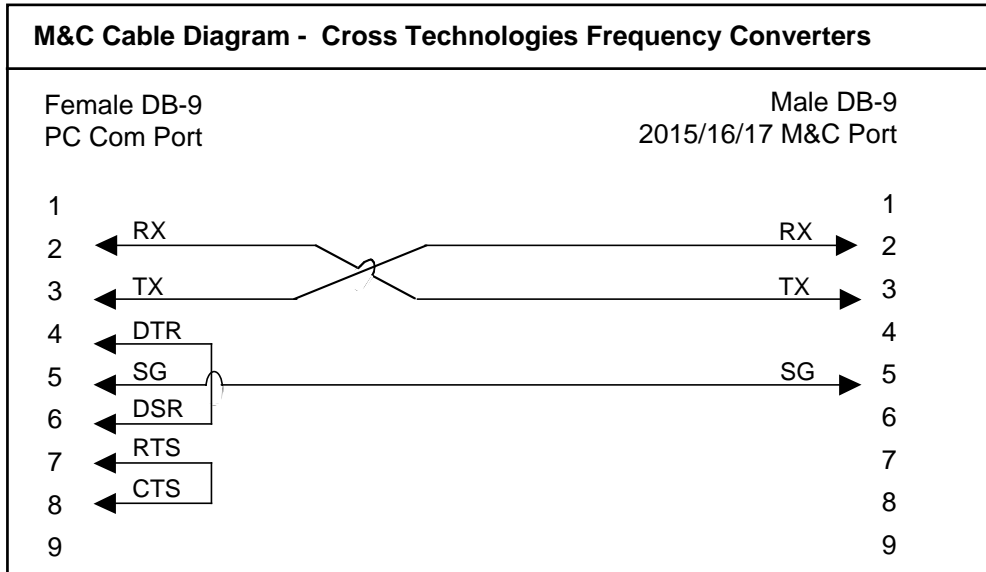 M&C Cable Diagram - Cross Technologies Frequency Converters
Female DB-9
PC Com Port
Male DB-9
2015/16/17 M&C Port
1 1
2 RX RX 2
3 TX TX 3
4 DTR 4
5 SG SG 5
6 DSR 6
7 RTS 7
8 CTS 8
9 9